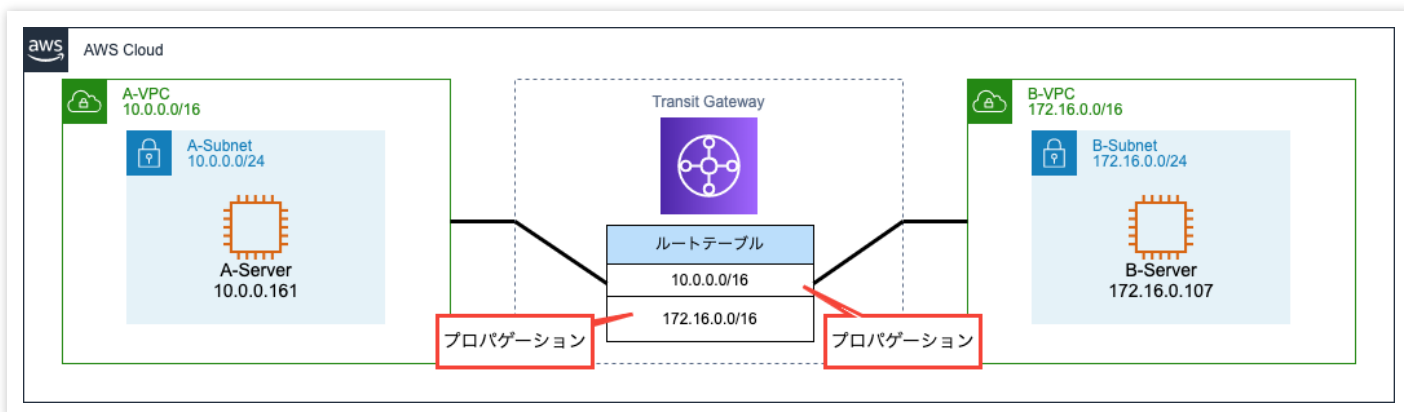 aws
AWS Cloud
A-VPC
10.0.0.0/16
A-Subnet
10.0.0.0/24
A-Server
10.0.0.161
Transit Gateway
ルートテーブル
10.0.0.0/16
172.16.0.0/16
プロパゲーション
プロパゲーション
B-VPC
172.16.0.0/16
B-Subnet
172.16.0.0/24
B-Server
172.16.0.107